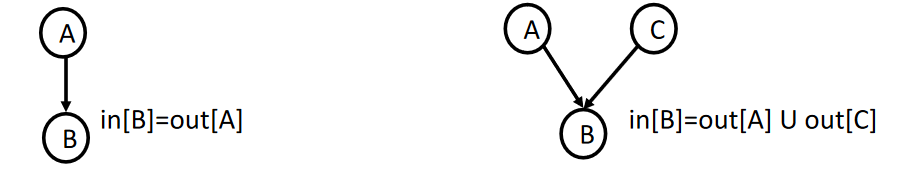 A
A C
B in[B]=out[A]
B in[B]=out[A] U out[C]